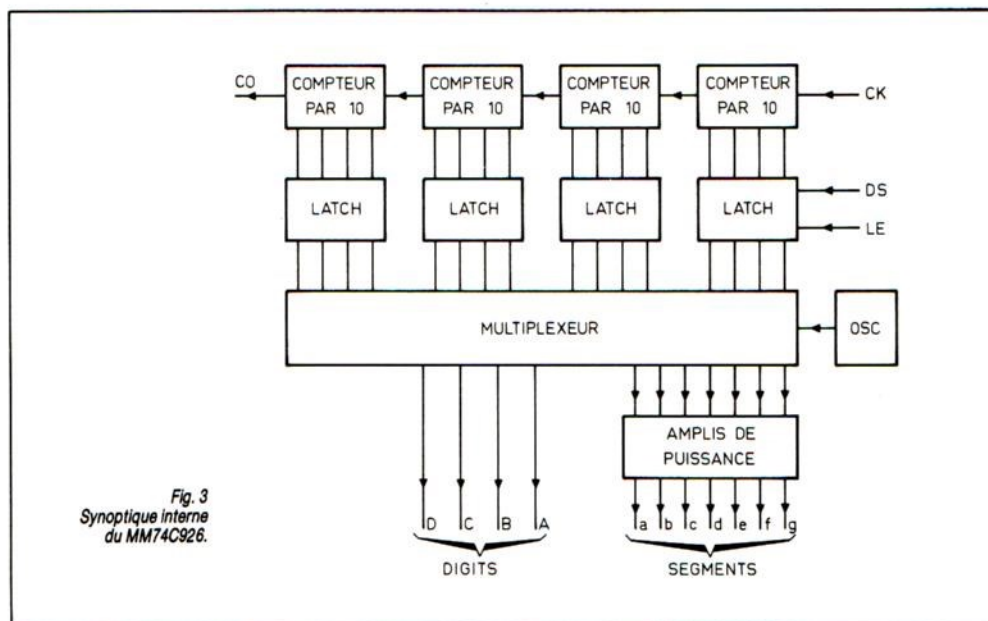 CO
COMPTEUR
PAR 10
COMPTEUR
PAR 10
COMPTEUR
PAR 10
COMPTEUR
PAR 10
CK
LATCH
LATCH
LATCH
LATCH
DS
LE
MULTIPLEXEUR
OSC
AMPLIS DE
PUISSANCE
D C B A
a b c d e f g
DIGITS
SEGMENTS
Fig. 3
Synoptique interne
du MM74C926.